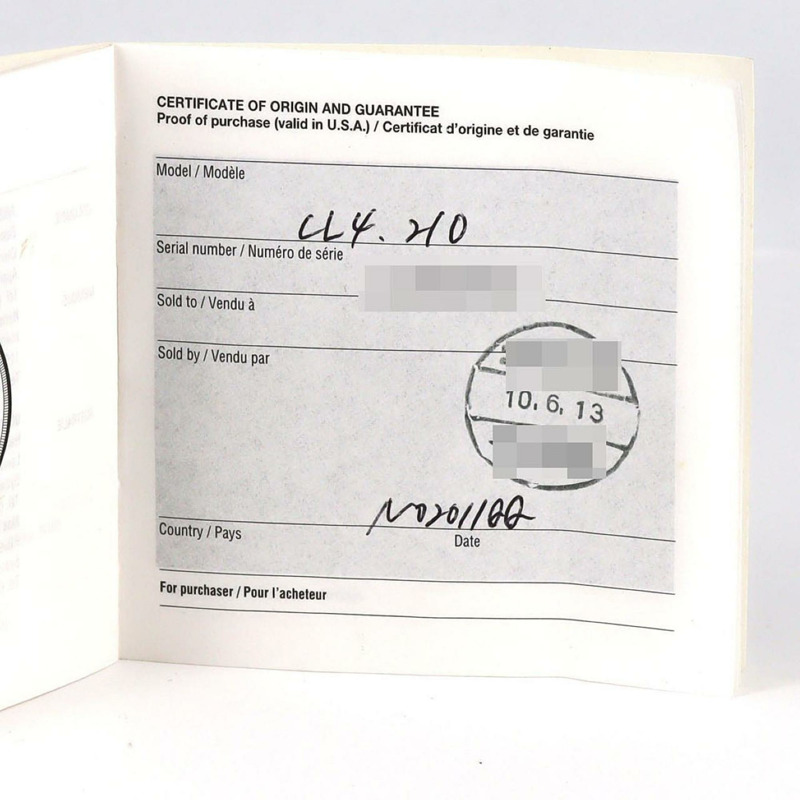 CERTIFICATE OF ORIGIN AND GUARANTEE
Proof of purchase (valid in U.S.A.) / Certificat d'origine et de garantie
Model / Modèle
CL4.210
Serial number / Numéro de série
Sold to / Vendu à
Sold by / Vendu par
10.6.13
Country / Pays
Date
For purchaser / Pour l'acheteur